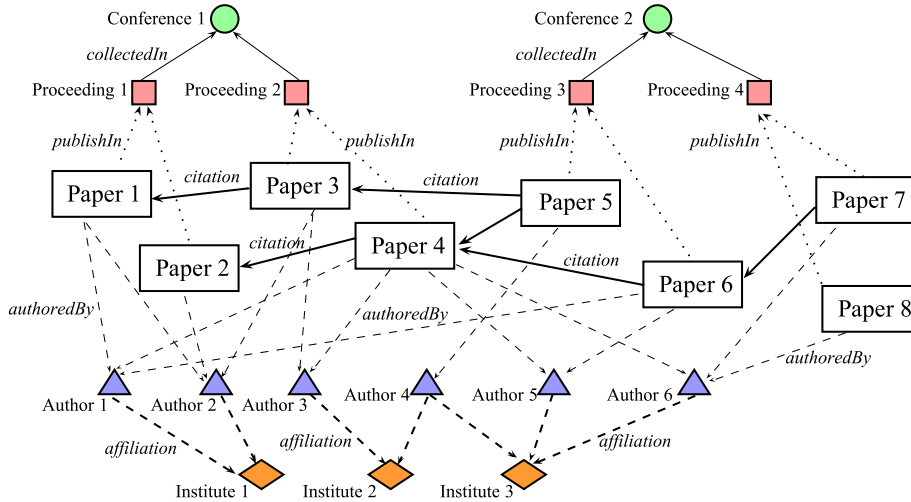 Conference 1
Conference 2
collectedIn
collectedIn
Proceeding 1
Proceeding 2
Proceeding 3
Proceeding 4
publishIn
publishIn
publishIn
publishIn
Paper 1
citation
Paper 3
citation
Paper 5
Paper 7
Paper 2
citation
Paper 4
citation
Paper 6
Paper 8
authoredBy
authoredBy
authoredBy
Author 1
Author 2
Author 3
Author 4
Author 5
Author 6
affiliation
affiliation
affiliation
Institute 1
Institute 2
Institute 3